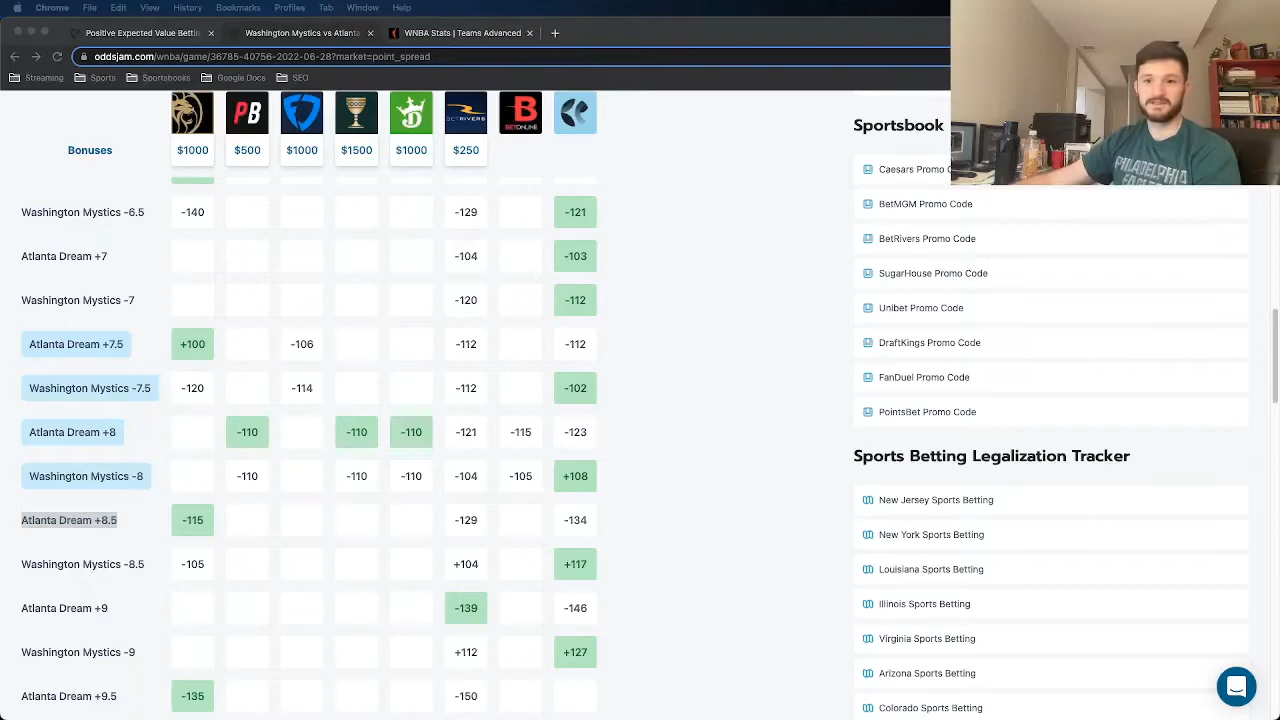 Chrome File Edit View History Bookmarks Profiles Tab Window Help
Positive Expected Value Bettin × Washington Mystics vs Atlanta × WNBA Stats | Teams Advanced × +
oddsjam.com/wnba/game/36785-40756-2022-06-28?market=point_spread
Streaming Sports Sportsbooks Google Docs SEO
PB BETRIVERS B BETONLINE
Bonuses $1000 $500 $1000 $1500 $1000 $250
Washington Mystics -6.5 -140 -129 -121
Atlanta Dream +7 -104 -103
Washington Mystics -7 -120 -112
Atlanta Dream +7.5 +100 -106 -112 -112
Washington Mystics -7.5 -120 -114 -112 -102
Atlanta Dream +8 -110 -110 -110 -121 -115 -123
Washington Mystics -8 -110 -110 -110 -104 -105 +108
Atlanta Dream +8.5 -115 -129 -134
Washington Mystics -8.5 -105 +104 +117
Atlanta Dream +9 -139 -146
Washington Mystics -9 +112 +127
Atlanta Dream +9.5 -135 -150
Sportsbook
Caesars Promo C
BetMGM Promo Code
BetRivers Promo Code
SugarHouse Promo Code
Unibet Promo Code
DraftKings Promo Code
FanDuel Promo Code
PointsBet Promo Code
Sports Betting Legalization Tracker
New Jersey Sports Betting
New York Sports Betting
Louisiana Sports Betting
Illinois Sports Betting
Virginia Sports Betting
Arizona Sports Betting
Colorado Sports Betting
PHILADELPHIA
EAGLES